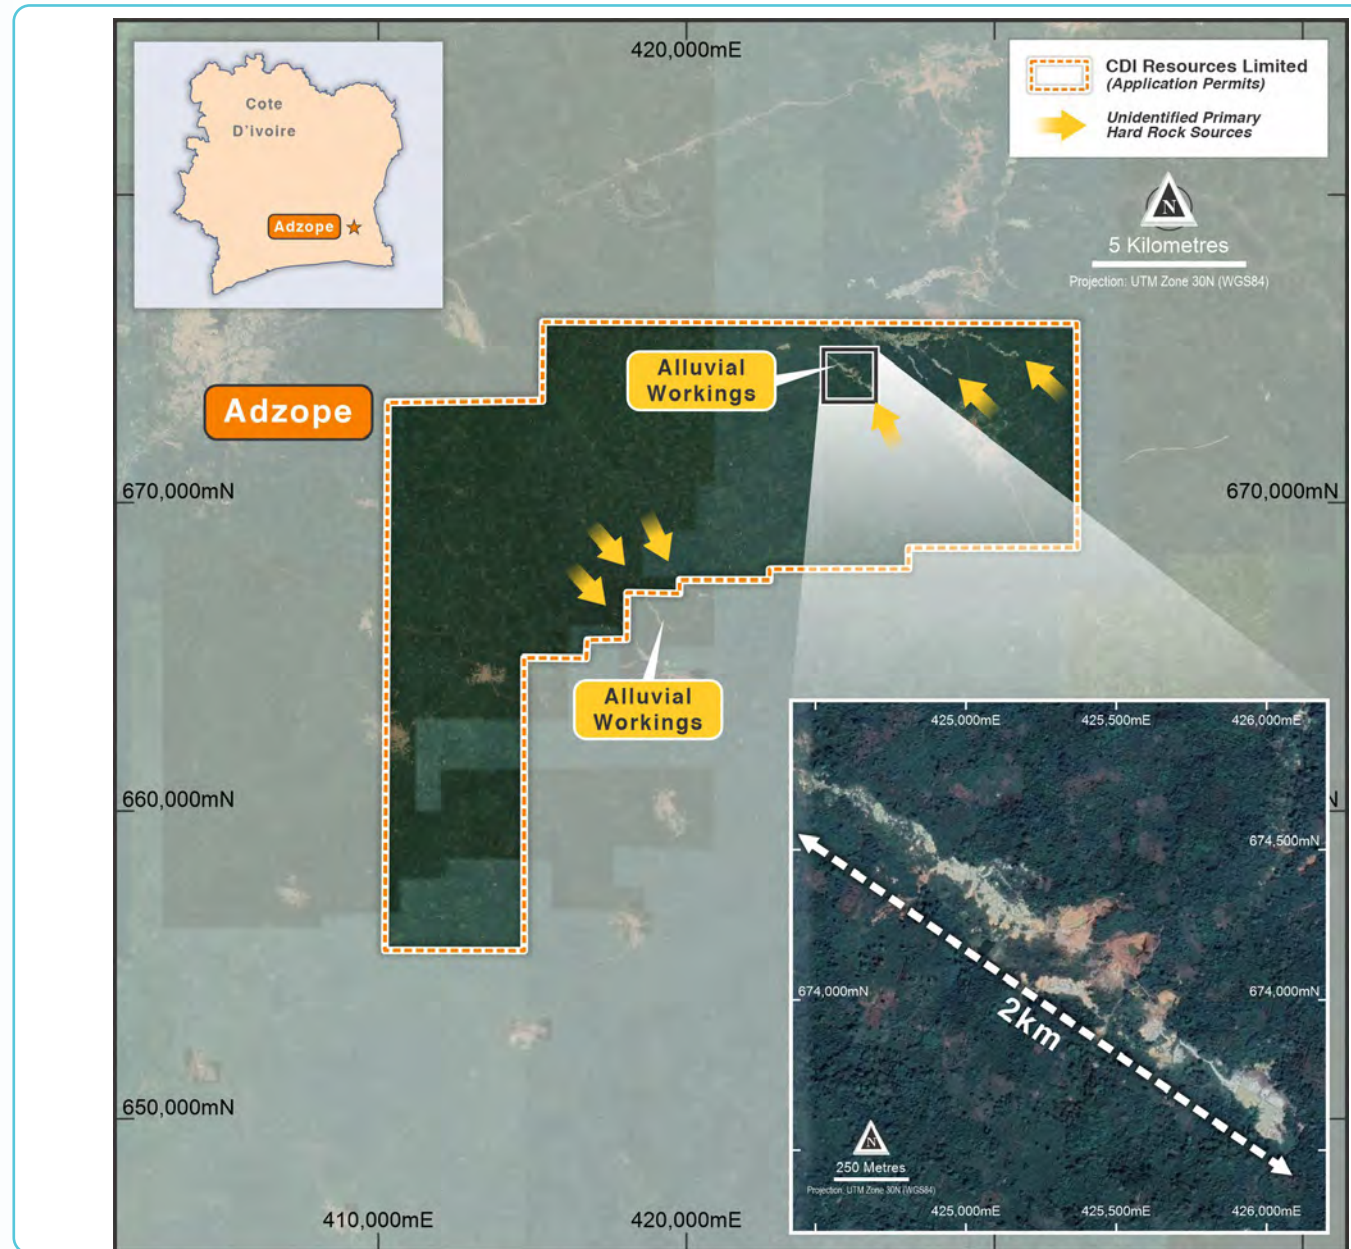 420,000mE
Cote
D'ivoire
Adzope
CDI Resources Limited
(Application Permits)
Unidentified Primary
Hard Rock Sources
N
5 Kilometres
Projection: UTM Zone 30N (WGS84)
Alluvial
Workings
Adzope
670,000mN
670,000mN
Alluvial
Workings
660,000mN
N
425,000mE
425,500mE
426,000mE
674,500mN
674,000mN
674,000mN
2km
N
250 Metres
Projection: UTM Zone 30N (WGS84)
425,000mE
425,500mE
426,000mE
650,000mN
410,000mE
420,000mE